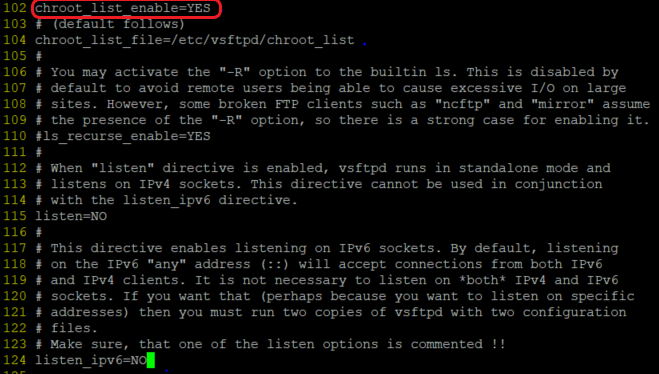 102 chroot_list_enable=YES
103 # (default follows)
104 chroot_list_file=/etc/vsftpd/chroot_list
105 #
106 # You may activate the "-R" option to the builtin ls. This is disabled by
107 # default to avoid remote users being able to cause excessive I/O on large
108 # sites. However, some broken FTP clients such as "ncftp" and "mirror" assume
109 # the presence of the "-R" option, so there is a strong case for enabling it.
110 #ls_recurse_enable=YES
111 #
112 # When "listen" directive is enabled, vsftpd runs in standalone mode and
113 # listens on IPv4 sockets. This directive cannot be used in conjunction
114 # with the listen_ipv6 directive.
115 listen=NO
116 #
117 # This directive enables listening on IPv6 sockets. By default, listening
118 # on the IPv6 "any" address (::) will accept connections from both IPv6
119 # and IPv4 clients. It is not necessary to listen on *both* IPv4 and IPv6
120 # sockets. If you want that (perhaps because you want to listen on specific
121 # addresses) then you must run two copies of vsftpd with two configuration
122 # files.
123 # Make sure, that one of the listen options is commented !!
124 listen_ipv6=NO